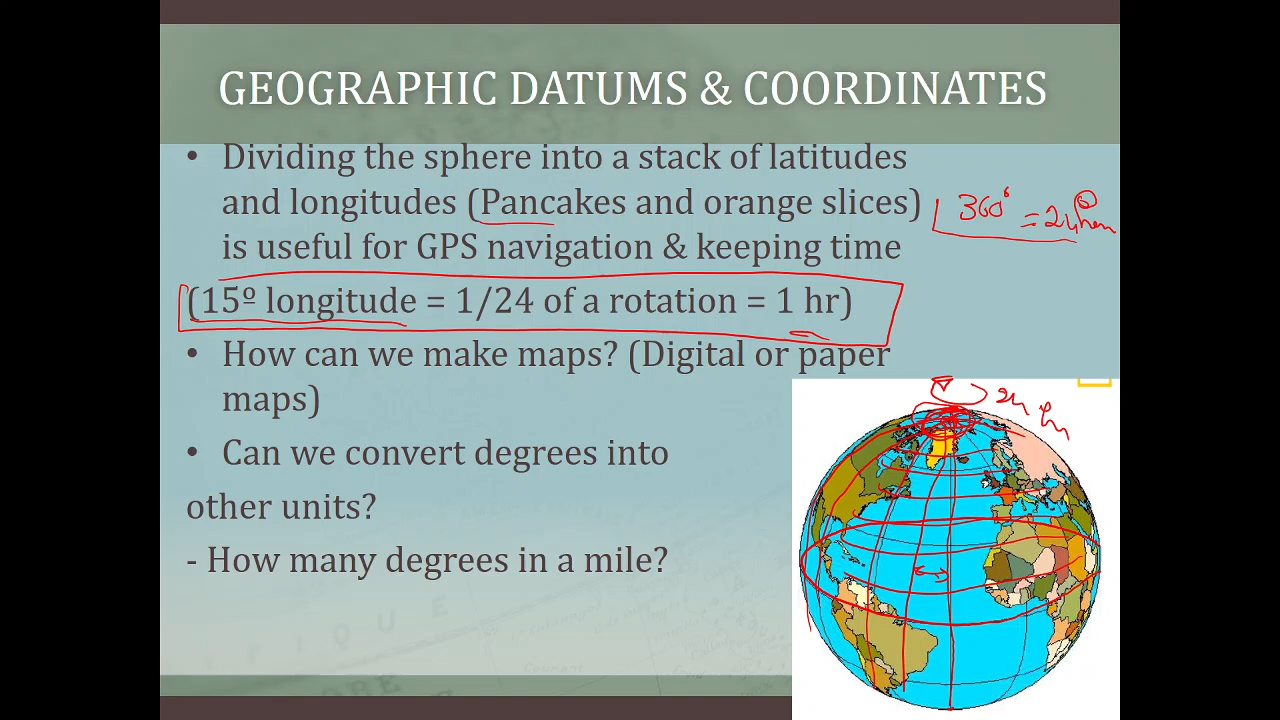 GEOGRAPHIC DATUMS & COORDINATES
• Dividing the sphere into a stack of latitudes
and longitudes (Pancakes and orange slices)
is useful for GPS navigation & keeping time
360° = 24
(15º longitude = 1/24 of a rotation = 1 hr)
• How can we make maps? (Digital or paper
maps)
24 hr
• Can we convert degrees into
other units?
- How many degrees in a mile?